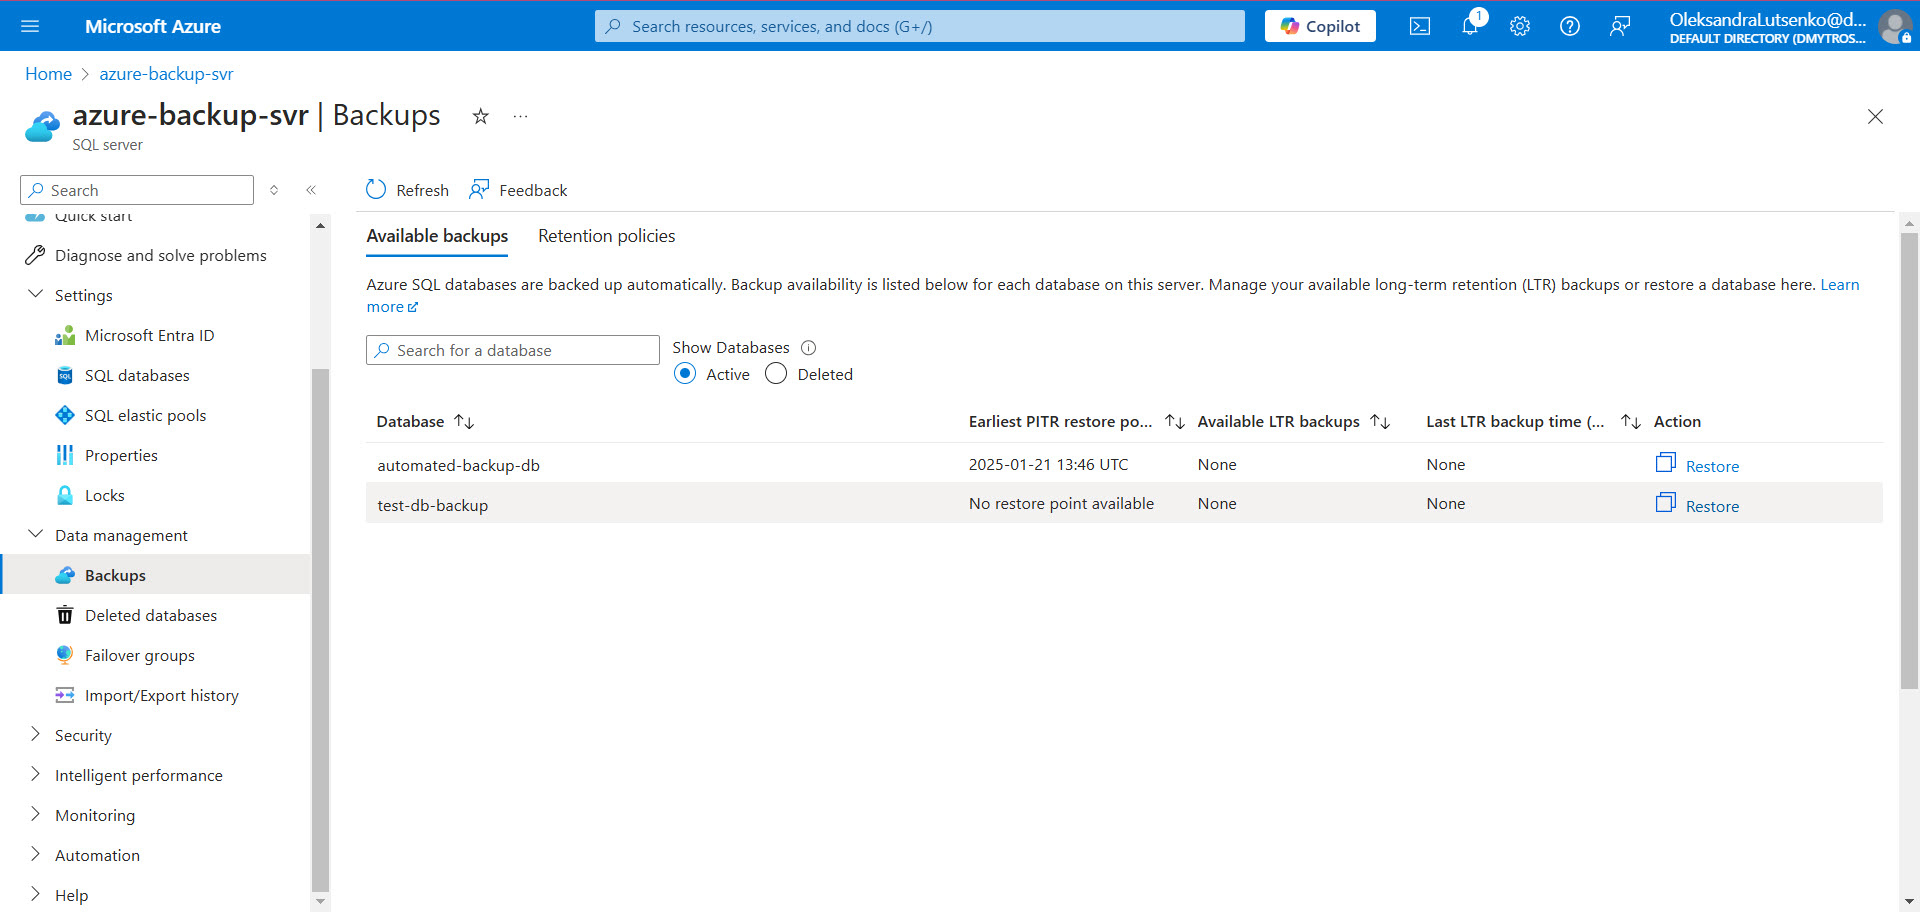 Microsoft Azure
Search resources, services, and docs (G+/)
Copilot
1
OleksandraLutsenko@d...
DEFAULT DIRECTORY (DMYTROS...
Home > azure-backup-svr
azure-backup-svr | Backups
...
SQL server
Search
Refresh
Feedback
Quick start
Diagnose and solve problems
Settings
Microsoft Entra ID
SQL databases
SQL elastic pools
Properties
Locks
Data management
Backups
Deleted databases
Failover groups
Import/Export history
Security
Intelligent performance
Monitoring
Automation
Help
Available backups
Retention policies
Azure SQL databases are backed up automatically. Backup availability is listed below for each database on this server. Manage your available long-term retention (LTR) backups or restore a database here. Learn
more
Search for a database
Show Databases
Active
Deleted
Database Earliest PITR restore po... Available LTR backups Last LTR backup time (... Action
automated-backup-db 2025-01-21 13:46 UTC None None Restore
test-db-backup No restore point available None None Restore